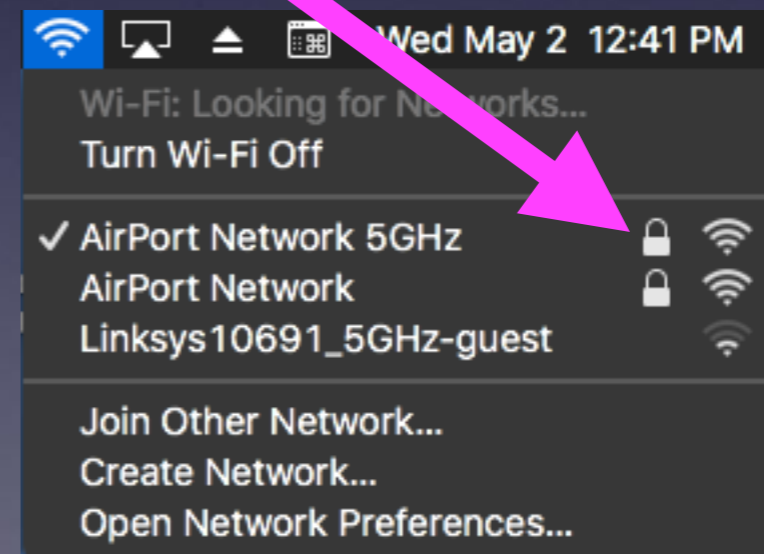 Wed May 2 12:41 PM
Wi-Fi: Looking for Networks...
Turn Wi-Fi Off
✓ AirPort Network 5GHz
AirPort Network
Linksys10691_5GHz-guest
Join Other Network...
Create Network...
Open Network Preferences...